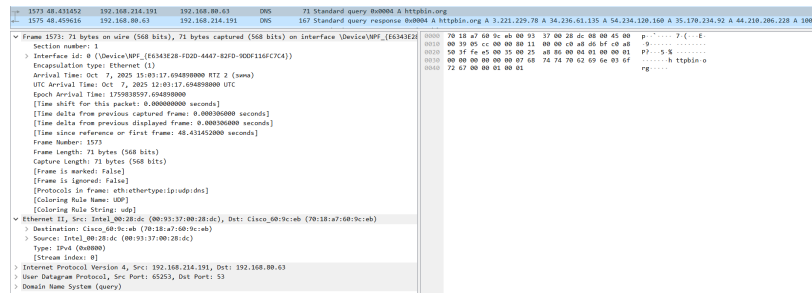 1573 48.431452 192.168.214.191 192.168.80.63 DNS 71 Standard query 0x0004 A httpbin.org
1575 48.459616 192.168.80.63 192.168.214.191 DNS 167 Standard query response 0x0004 A httpbin.org A 3.221.229.78 A 34.236.61.135 A 54.234.120.160 A 35.170.234.92 A 44.210.206.228 A 100
Frame 1573: 71 bytes on wire (568 bits), 71 bytes captured (568 bits) on interface \Device\NPF_{E6343E28
Section number: 1
Interface id: 0 (\Device\NPF_{E6343E28-FD2D-4447-82FD-9DDF116FC7C4})
Encapsulation type: Ethernet (1)
Arrival Time: Oct 7, 2025 15:03:17.694898000 RTZ 2 (зима)
UTC Arrival Time: Oct 7, 2025 12:03:17.694898000 UTC
Epoch Arrival Time: 1759838597.694898000
[Time shift for this packet: 0.000000000 seconds]
[Time delta from previous captured frame: 0.000306000 seconds]
[Time delta from previous displayed frame: 0.000306000 seconds]
[Time since reference or first frame: 48.431452000 seconds]
Frame Number: 1573
Frame Length: 71 bytes (568 bits)
Capture Length: 71 bytes (568 bits)
[Frame is marked: False]
[Frame is ignored: False]
[Protocols in frame: eth:ethertype:ip:udp:dns]
[Coloring Rule Name: UDP]
[Coloring Rule String: udp]
Ethernet II, Src: Intel_00:28:dc (00:93:37:00:28:dc), Dst: Cisco_60:9c:eb (70:18:a7:60:9c:eb)
Destination: Cisco_60:9c:eb (70:18:a7:60:9c:eb)
Source: Intel_00:28:dc (00:93:37:00:28:dc)
Type: IPv4 (0x0800)
[Stream index: 0]
Internet Protocol Version 4, Src: 192.168.214.191, Dst: 192.168.80.63
User Datagram Protocol, Src Port: 65253, Dst Port: 53
Domain Name System (query)
0000 70 18 a7 60 9c eb 00 93 37 00 28 dc 08 00 45 00 p··`···· 7·(···E·
0010 00 39 05 cc 00 00 80 11 00 00 c0 a8 d6 bf c0 a8 ·9······ ········
0020 50 3f fe e5 00 35 00 25 a8 86 00 04 01 00 00 01 P?···5·% ········
0030 00 00 00 00 00 00 07 68 74 74 70 62 69 6e 03 6f ·······h ttpbin·o
0040 72 67 00 00 01 00 01 rg·····